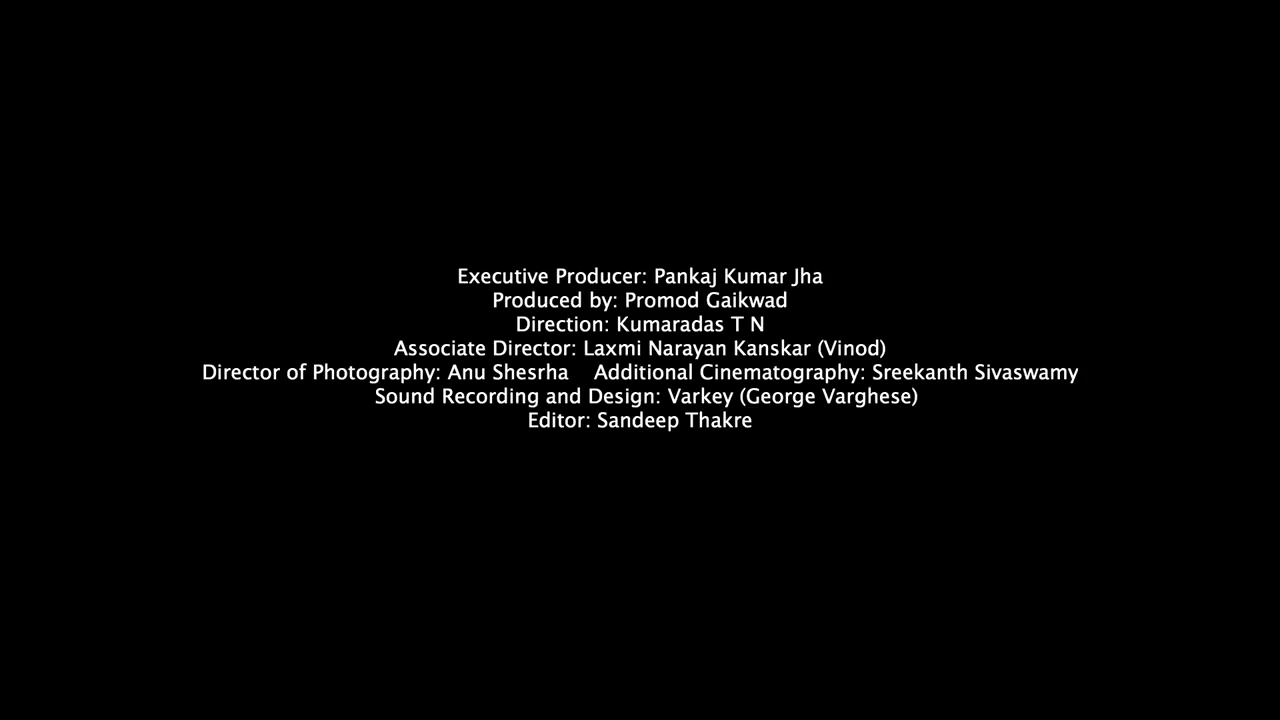 Executive Producer: Pankaj Kumar Jha
Produced by: Promod Gaikwad
Direction: Kumaradas T N
Associate Director: Laxmi Narayan Kanskar (Vinod)
Director of Photography: Anu Shesrha    Additional Cinematography: Sreekanth Sivaswamy
Sound Recording and Design: Varkey (George Varghese)
Editor: Sandeep Thakre